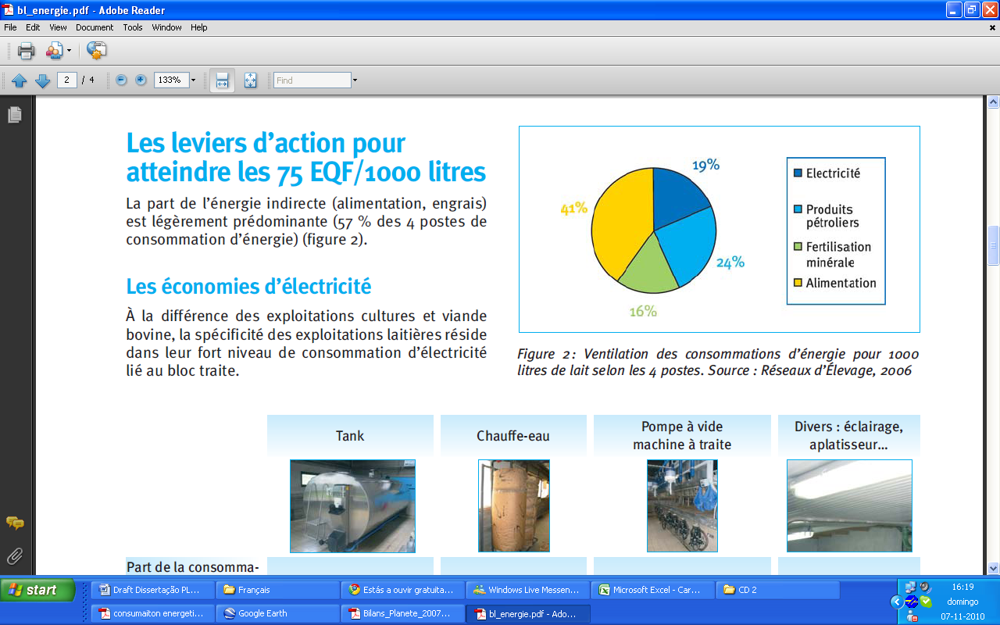 bl_energie.pdf - Adobe Reader
File Edit View Document Tools Window Help
2 / 4 133% Find
Les leviers d'action pour
atteindre les 75 EQF/1000 litres
La part de l'énergie indirecte (alimentation, engrais)
est légèrement prédominante (57 % des 4 postes de
consommation d'énergie) (figure 2).
Les économies d'électricité
À la différence des exploitations cultures et viande
bovine, la spécificité des exploitations laitières réside
dans leur fort niveau de consommation d'électricité
lié au bloc traite.
19%
41%
24%
16%
Electricité
Produits
pétroliers
Fertilisation
minérale
Alimentation
Figure 2 : Ventilation des consommations d'énergie pour 1000
litres de lait selon les 4 postes. Source : Réseaux d'Élevage, 2006
Tank
Chauffe-eau
Pompe à vide
machine à traite
Divers : éclairage,
aplatisseur...
Part de la consomma-
start
Draft Dissertação PL... Français Estás a ouvir gratuita... Windows Live Messen... Microsoft Excel - Car... CD 2
consumaiton energeti... Google Earth Bilans_Planete_2007... bl_energie.pdf - Ado...
16:19
domingo
07-11-2010